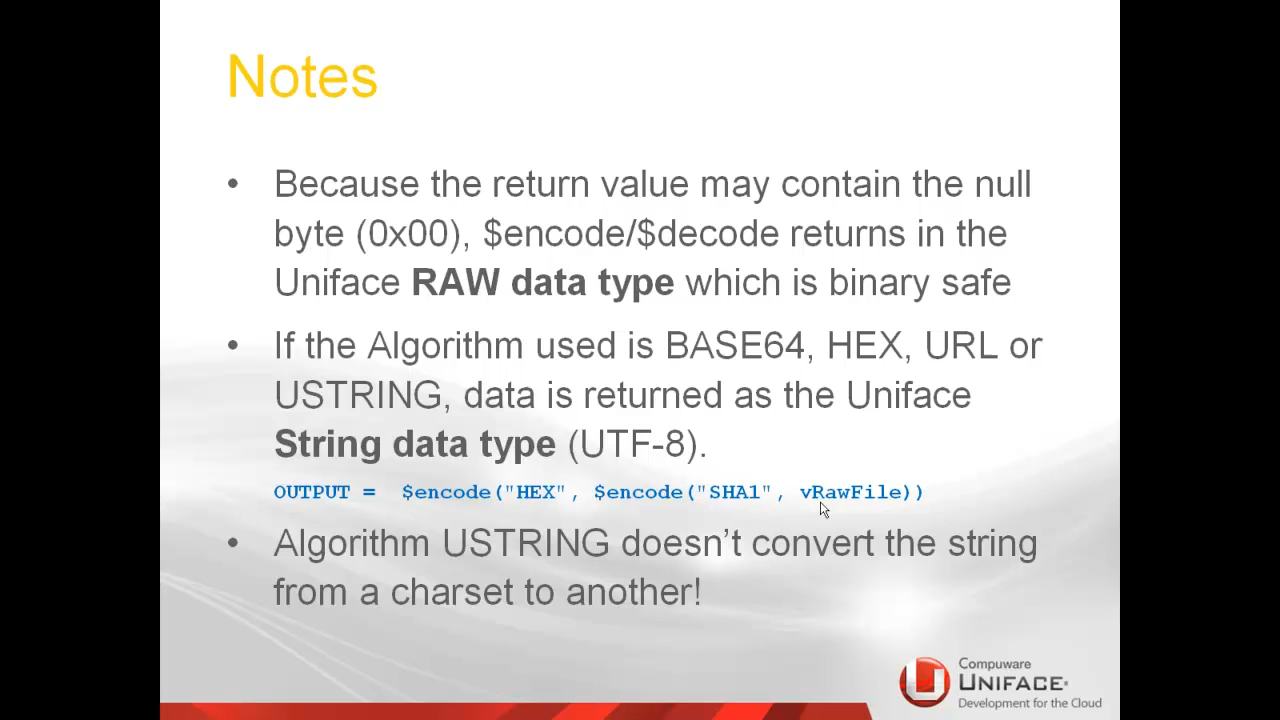 Notes
• Because the return value may contain the null
byte (0x00), $encode/$decode returns in the
Uniface RAW data type which is binary safe
• If the Algorithm used is BASE64, HEX, URL or
USTRING, data is returned as the Uniface
String data type (UTF-8).
OUTPUT = $encode("HEX", $encode("SHA1", vRawFile))
• Algorithm USTRING doesn’t convert the string
from a charset to another!
Compuware
UNIFACE®
Development for the Cloud